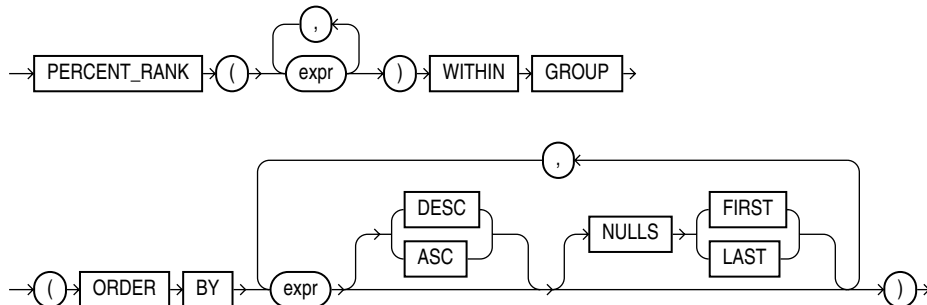 ,
PERCENT_RANK ( expr ) WITHIN GROUP
,
DESC FIRST
NULLS
ASC LAST
( ORDER BY expr )